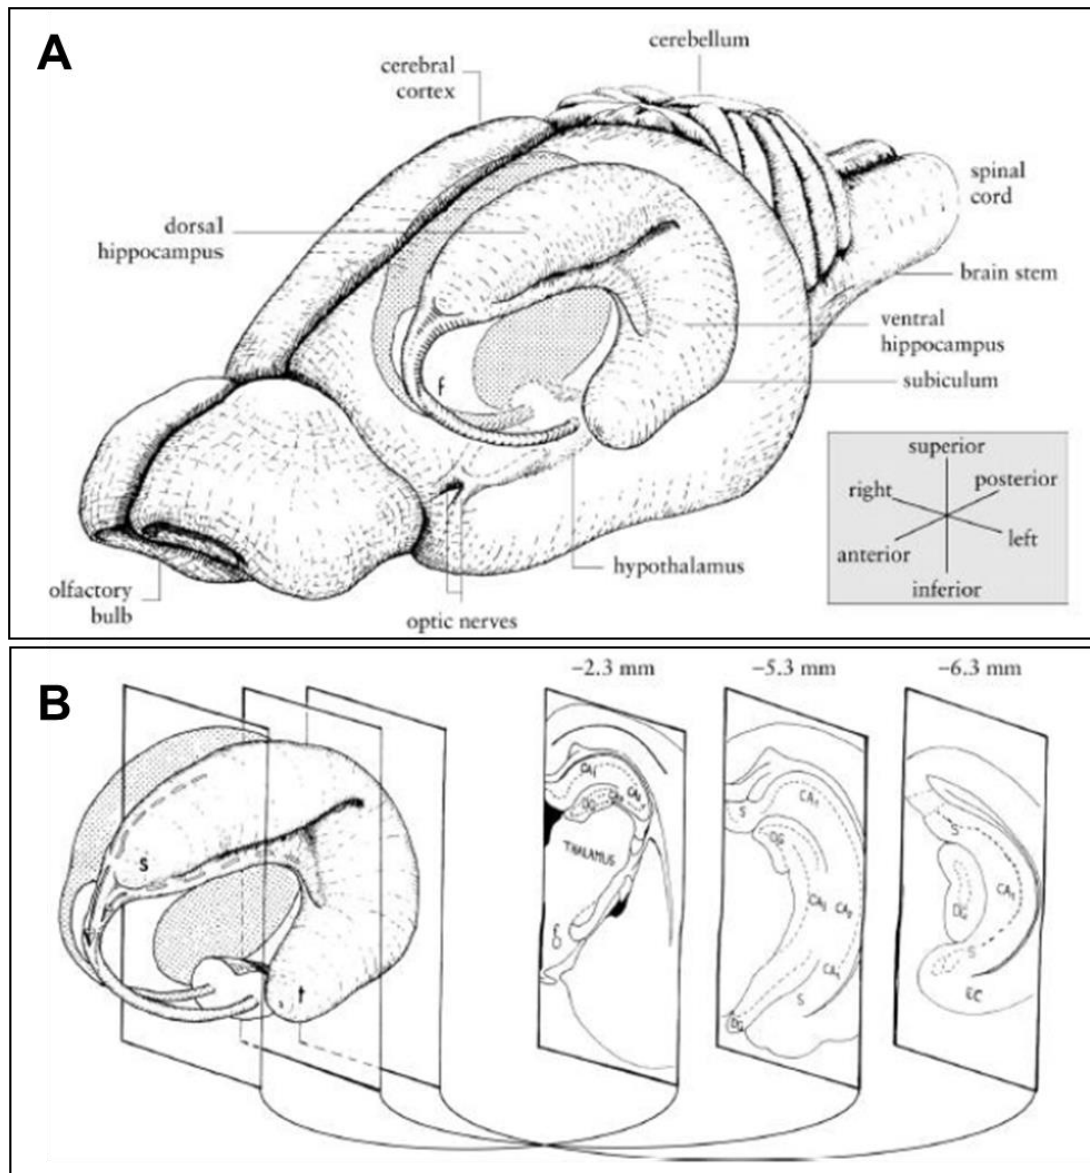 A
cerebellum
cerebral
cortex
spinal
cord
dorsal
hippocampus
brain stem
ventral
hippocampus
subiculum
f
superior
right
posterior
anterior
left
inferior
hypothalamus
olfactory
bulb
optic nerves
B
−2.3 mm
−5.3 mm
−6.3 mm
S
t
CA1
DG
THALAMUS
CA1
S
DG
CA1
S
DG
S
DG
CA1
S
EC